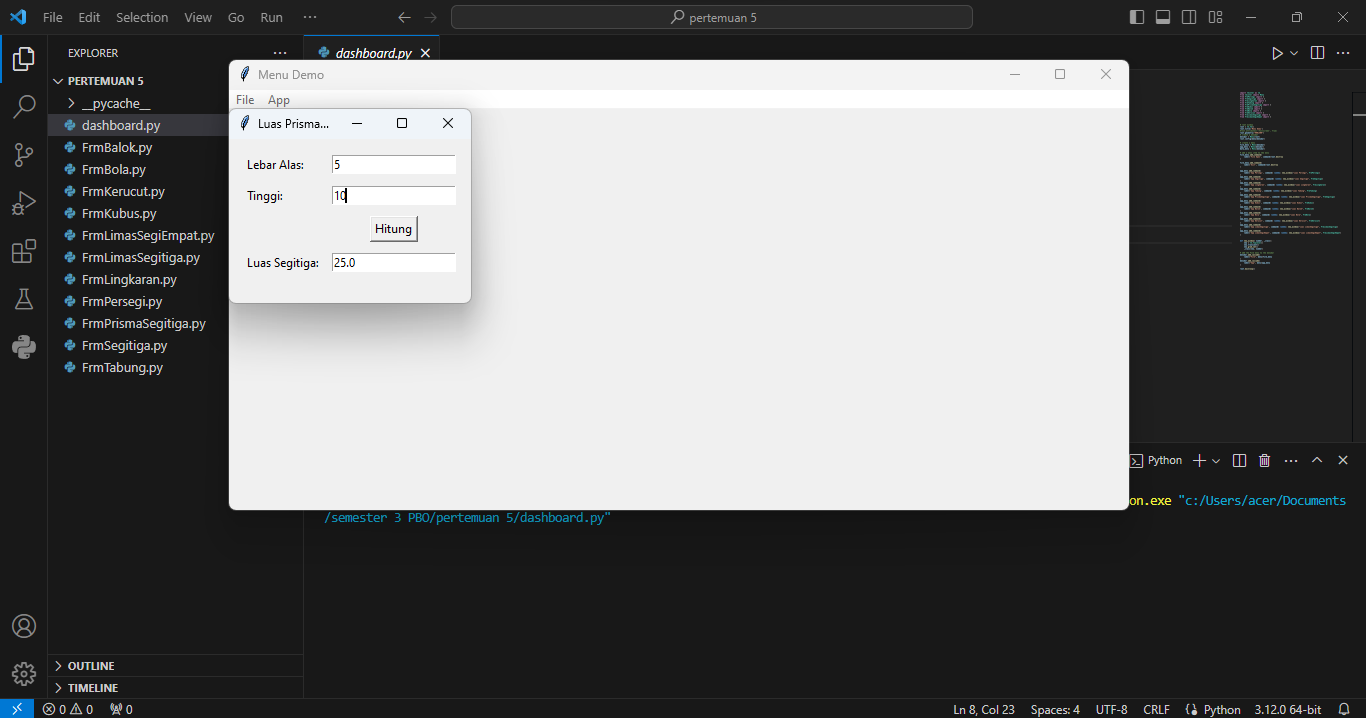 File Edit Selection View Go Run ··· pertemuan 5
EXPLORER ···
dashboard.py
PERTEMUAN 5
__pycache__
dashboard.py
FrmBalok.py
FrmBola.py
FrmKerucut.py
FrmKubus.py
FrmLimasSegiEmpat.py
FrmLimasSegitiga.py
FrmLingkaran.py
FrmPersegi.py
FrmPrismaSegitiga.py
FrmSegitiga.py
FrmTabung.py
Menu Demo
File App
Luas Prisma...
Lebar Alas: 5
Tinggi: 10
Hitung
Luas Segitiga: 25.0
Python
on.exe "c:/Users/acer/Documents
/semester 3 PBO/pertemuan 5/dashboard.py"
OUTLINE
TIMELINE
0 0 0 Ln 8, Col 23 Spaces: 4 UTF-8 CRLF Python 3.12.0 64-bit